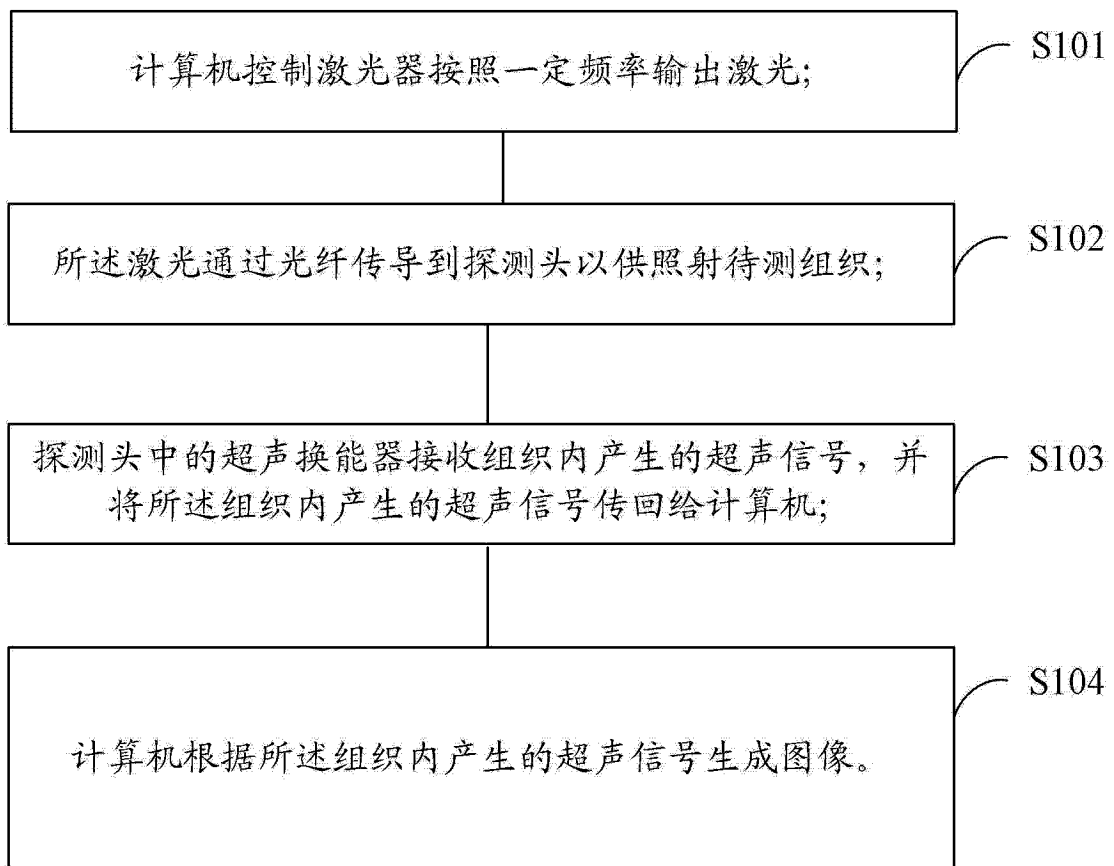 计算机控制激光器按照一定频率输出激光;
S101
所述激光通过光纤传导到探测头以供照射待测组织;
S102
探测头中的超声换能器接收组织内产生的超声信号，并
将所述组织内产生的超声信号传回给计算机;
S103
计算机根据所述组织内产生的超声信号生成图像。
S104